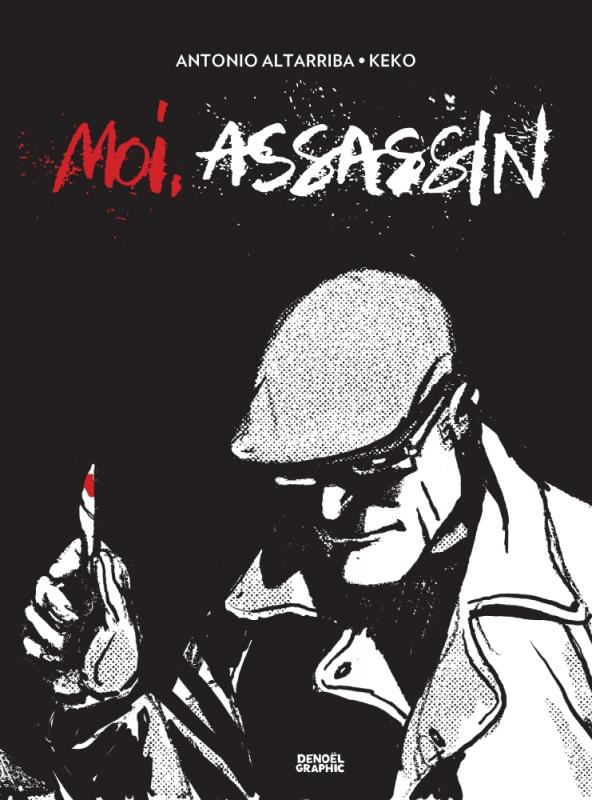 ANTONIO ALTARRIBA • KEKO
Moi, ASSASSIN
DENOËL
GRAPHIC